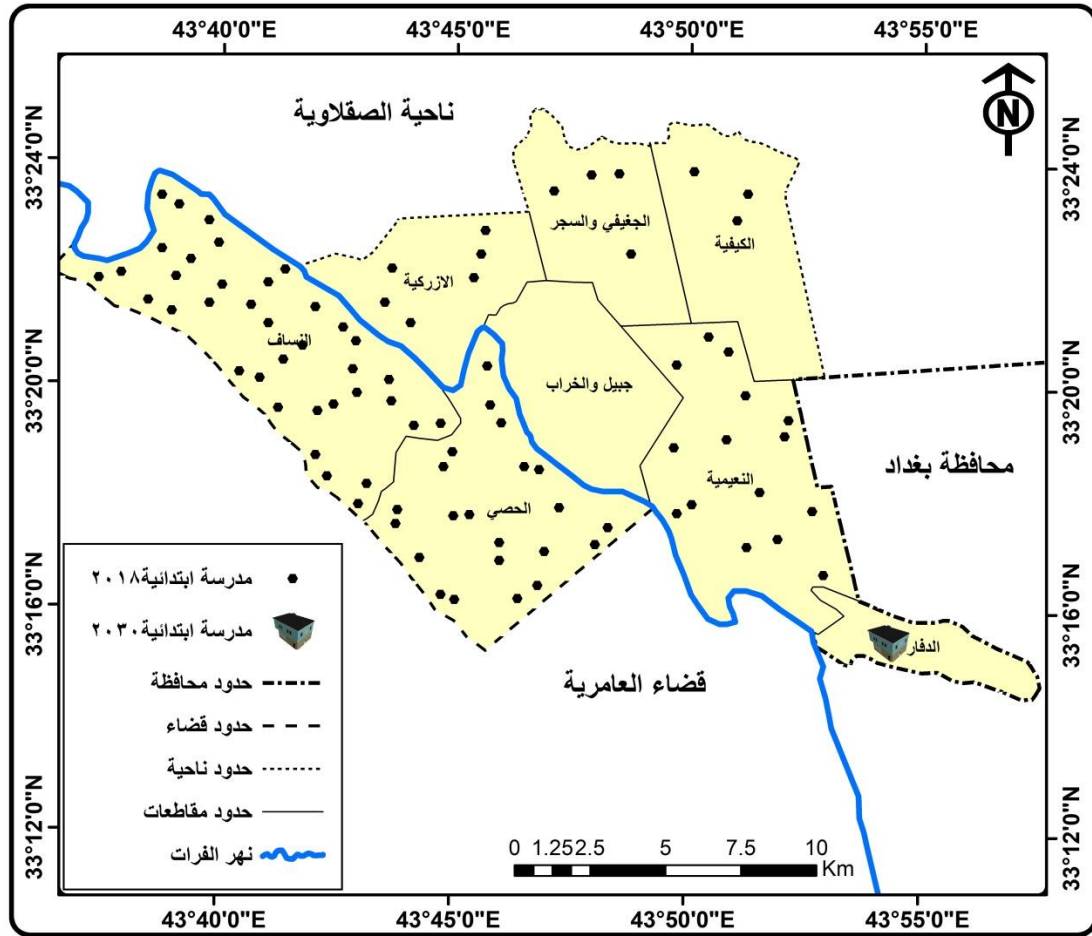 43°40'0"E 43°45'0"E 43°50'0"E 43°55'0"E
33°24'0"N 33°24'0"N
33°20'0"N 33°20'0"N
33°16'0"N 33°16'0"N
33°12'0"N 33°12'0"N
N
ناحية الصقلاوية
الجغيفي والسجر
الكيفية
الازركية
النساف
جبيل والخراب
محافظة بغداد
النعيمية
الحصي
الدفار
قضاء العامرية
مدرسة ابتدائية٢٠١٨
مدرسة ابتدائية٢٠٣٠
حدود محافظة
حدود قضاء
حدود ناحية
حدود مقاطعات
نهر الفرات
0 1.25 2.5 5 7.5 10
Km
43°40'0"E 43°45'0"E 43°50'0"E 43°55'0"E